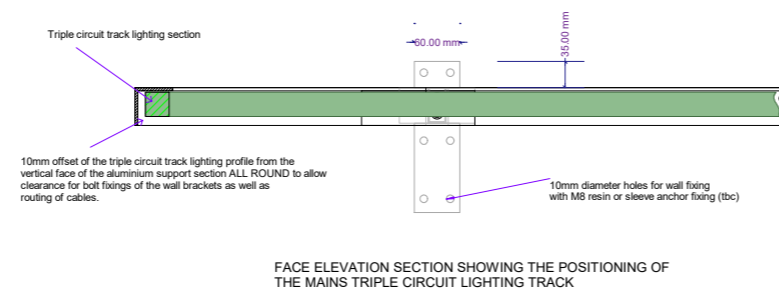 Triple circuit track lighting section
60.00 mm
35.00 mm
10mm offset of the triple circuit track lighting profile from the
vertical face of the aluminium support section ALL ROUND to allow
clearance for bolt fixings of the wall brackets as well as
routing of cables.
10mm diameter holes for wall fixing
with M8 resin or sleeve anchor fixing (tbc)
FACE ELEVATION SECTION SHOWING THE POSITIONING OF
THE MAINS TRIPLE CIRCUIT LIGHTING TRACK